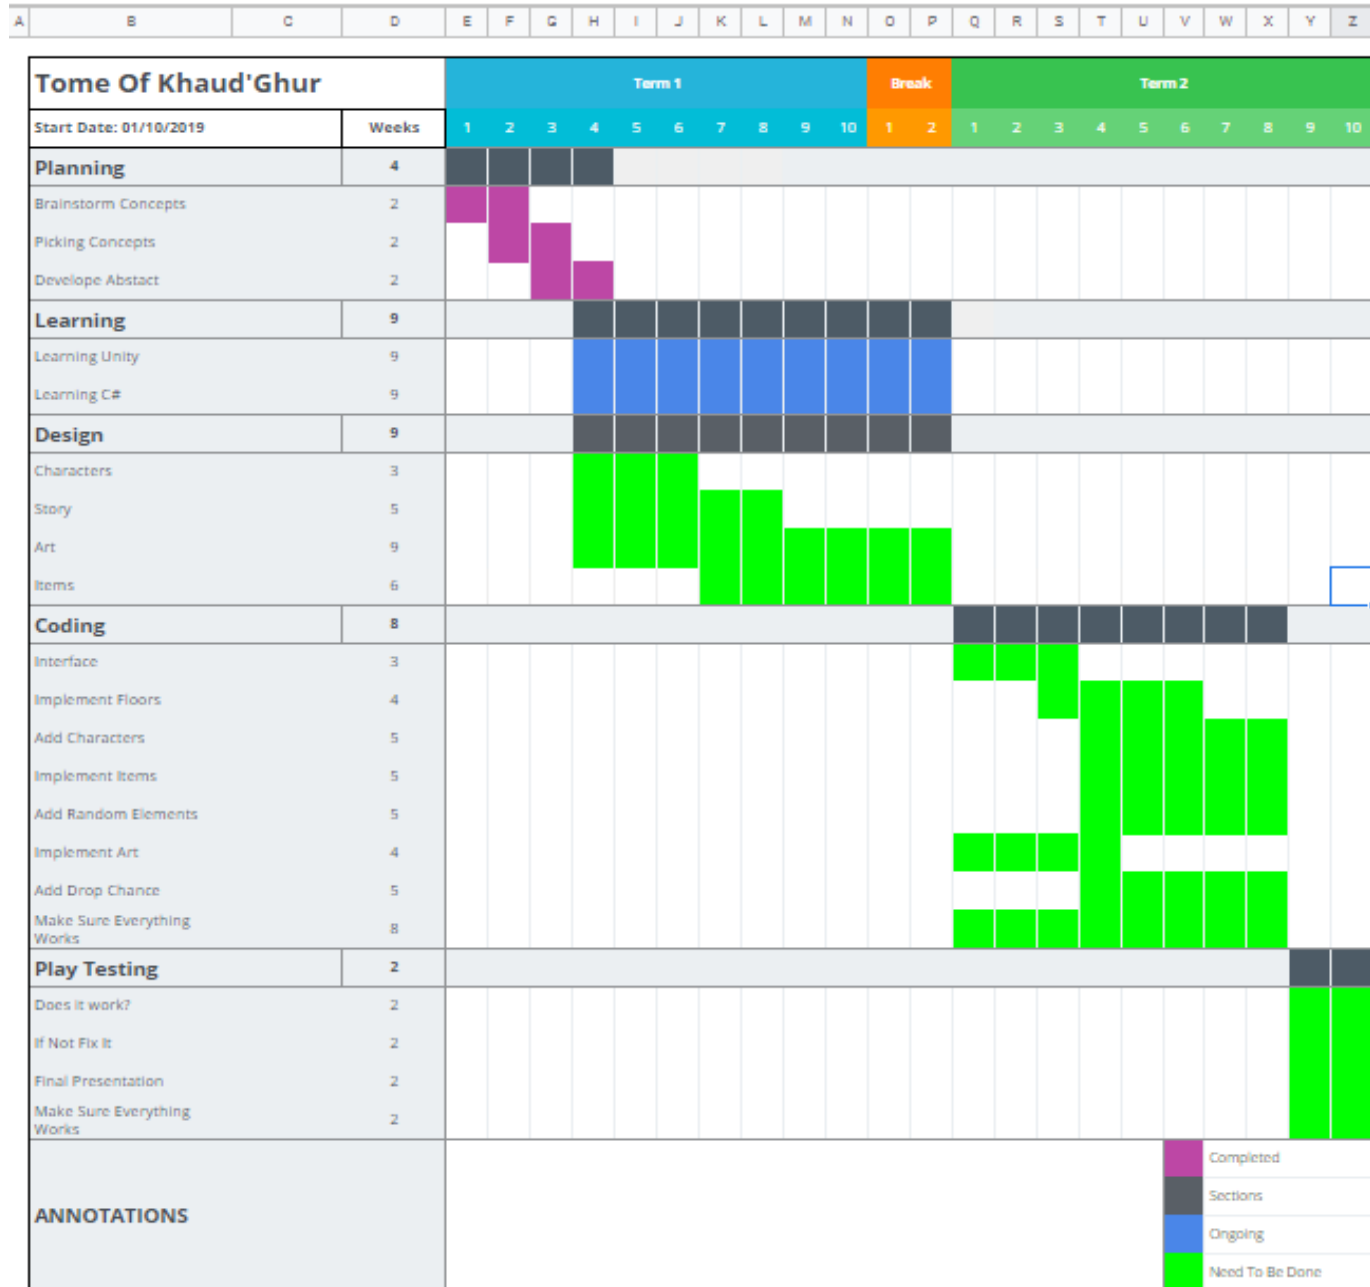 A B C D E F G H I J K L M N O P Q R S T U V W X Y Z
Tome Of Khaud'Ghur Term 1 Break Term 2
Start Date: 01/10/2019 Weeks 1 2 3 4 5 6 7 8 9 10 1 2 1 2 3 4 5 6 7 8 9 10
Planning 4
Brainstorm Concepts 2
Picking Concepts 2
Develope Abstact 2
Learning 9
Learning Unity 9
Learning C# 9
Design 9
Characters 3
Story 5
Art 9
Items 6
Coding 8
Interface 3
Implement Floors 4
Add Characters 5
Implement Items 5
Add Random Elements 5
Implement Art 4
Add Drop Chance 5
Make Sure Everything
Works 8
Play Testing 2
Does it work? 2
If Not Fix It 2
Final Presentation 2
Make Sure Everything
Works 2
ANNOTATIONS
Completed
Sections
Ongoing
Need To Be Done